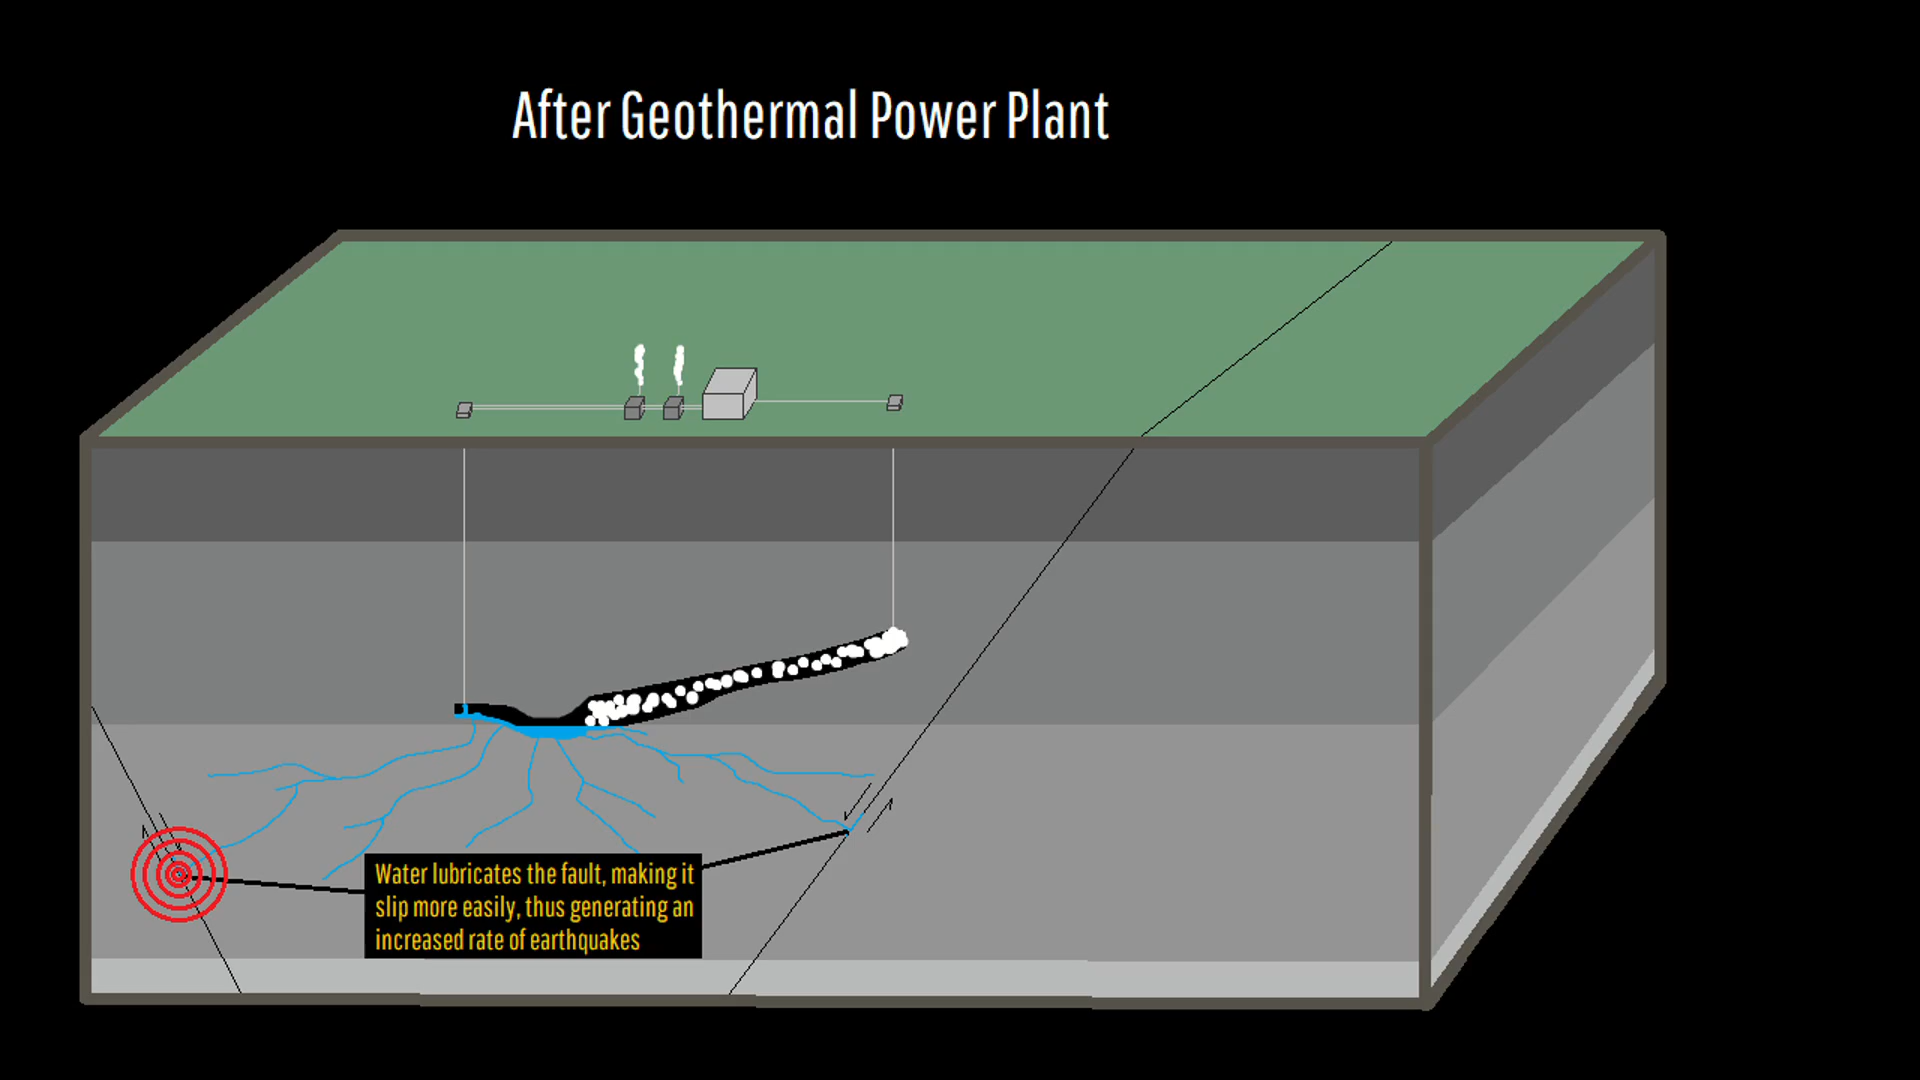 After Geothermal Power Plant
Water lubricates the fault, making it
slip more easily, thus generating an
increased rate of earthquakes